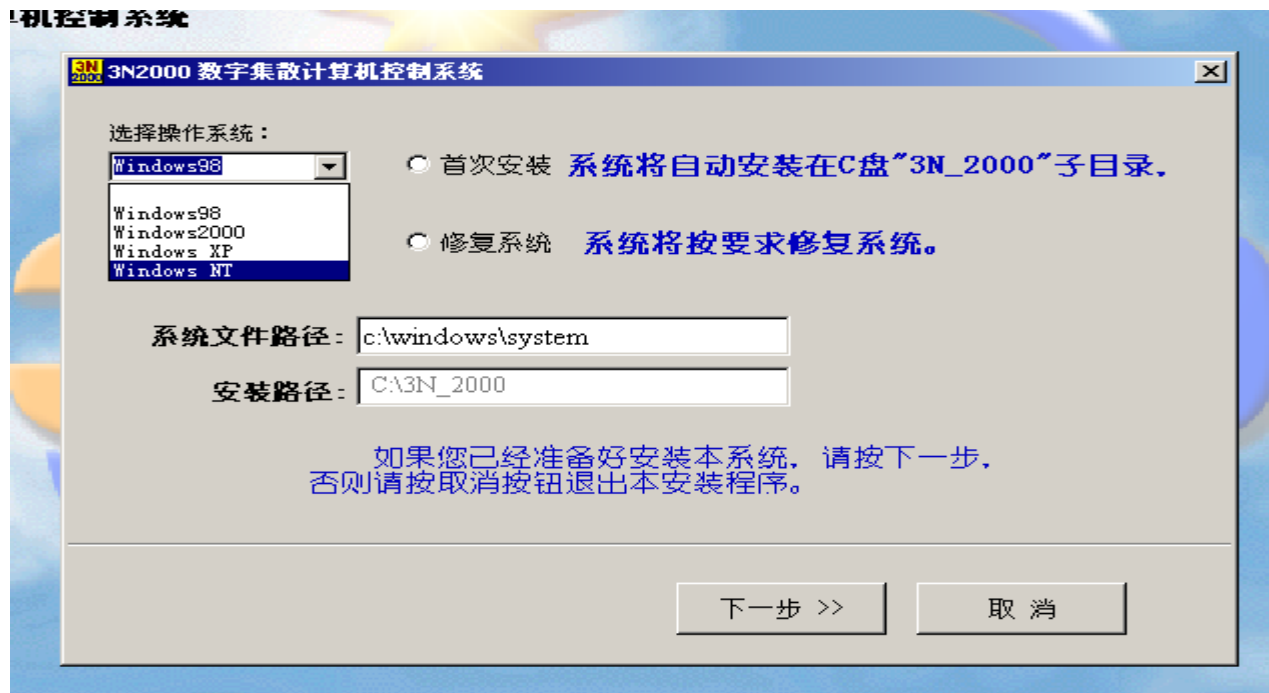 机控制系统
3N
2000
3N2000 数字集散计算机控制系统
选择操作系统：
Windows98
Windows98
Windows2000
Windows XP
Windows NT
首次安装 系统将自动安装在C盘"3N_2000"子目录，
修复系统 系统将按要求修复系统。
系统文件路径: c:\windows\system
安装路径: C:\3N_2000
如果您已经准备好安装本系统，请按下一步，
否则请按取消按钮退出本安装程序。
下一步 >>
取 消